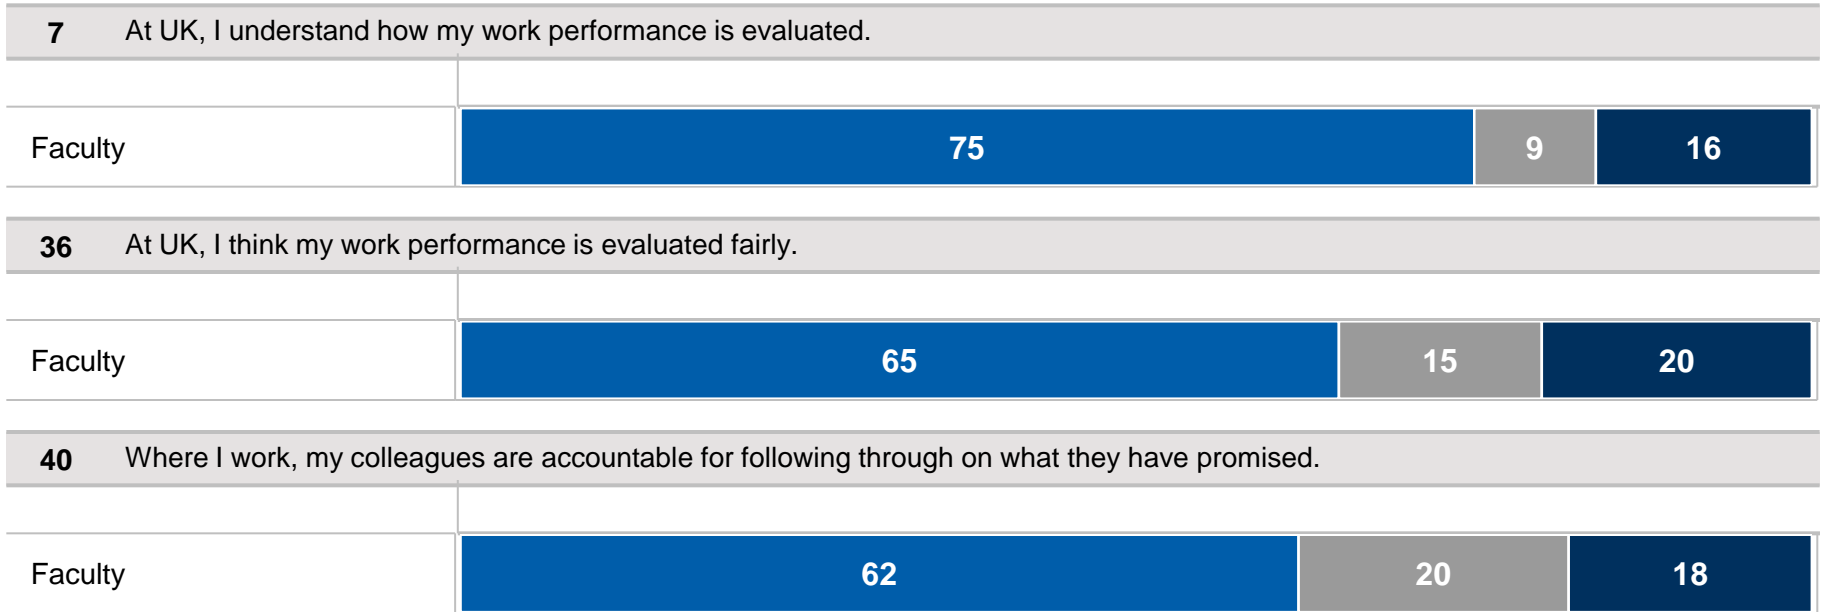 7 At UK, I understand how my work performance is evaluated.
Faculty 75 9 16
36 At UK, I think my work performance is evaluated fairly.
Faculty 65 15 20
40 Where I work, my colleagues are accountable for following through on what they have promised.
Faculty 62 20 18